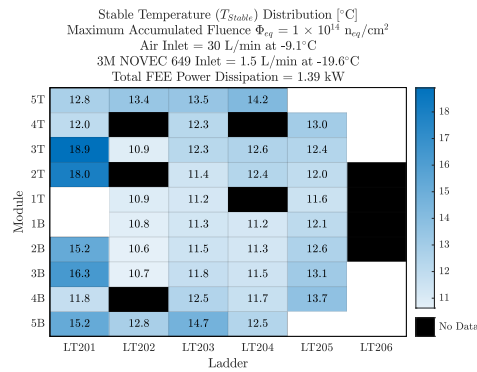 Stable Temperature (T_Stable) Distribution [°C]
Maximum Accumulated Fluence Φ_eq = 1 × 10^14 n_eq/cm^2
Air Inlet = 30 L/min at -9.1°C
3M NOVEC 649 Inlet = 1.5 L/min at -19.6°C
Total FEE Power Dissipation = 1.39 kW
5T 12.8 13.4 13.5 14.2
4T 12.0 12.3 13.0
3T 18.9 10.9 12.3 12.6 12.4
2T 18.0 11.4 12.4 12.0
1T 10.9 11.2 11.6
1B 10.8 11.3 11.2 12.1
2B 15.2 10.6 11.5 11.3 12.6
3B 16.3 10.7 11.8 11.5 13.1
4B 11.8 12.5 11.7 13.7
5B 15.2 12.8 14.7 12.5
LT201 LT202 LT203 LT204 LT205 LT206
Ladder
Module
18
17
16
15
14
13
12
11
No Data